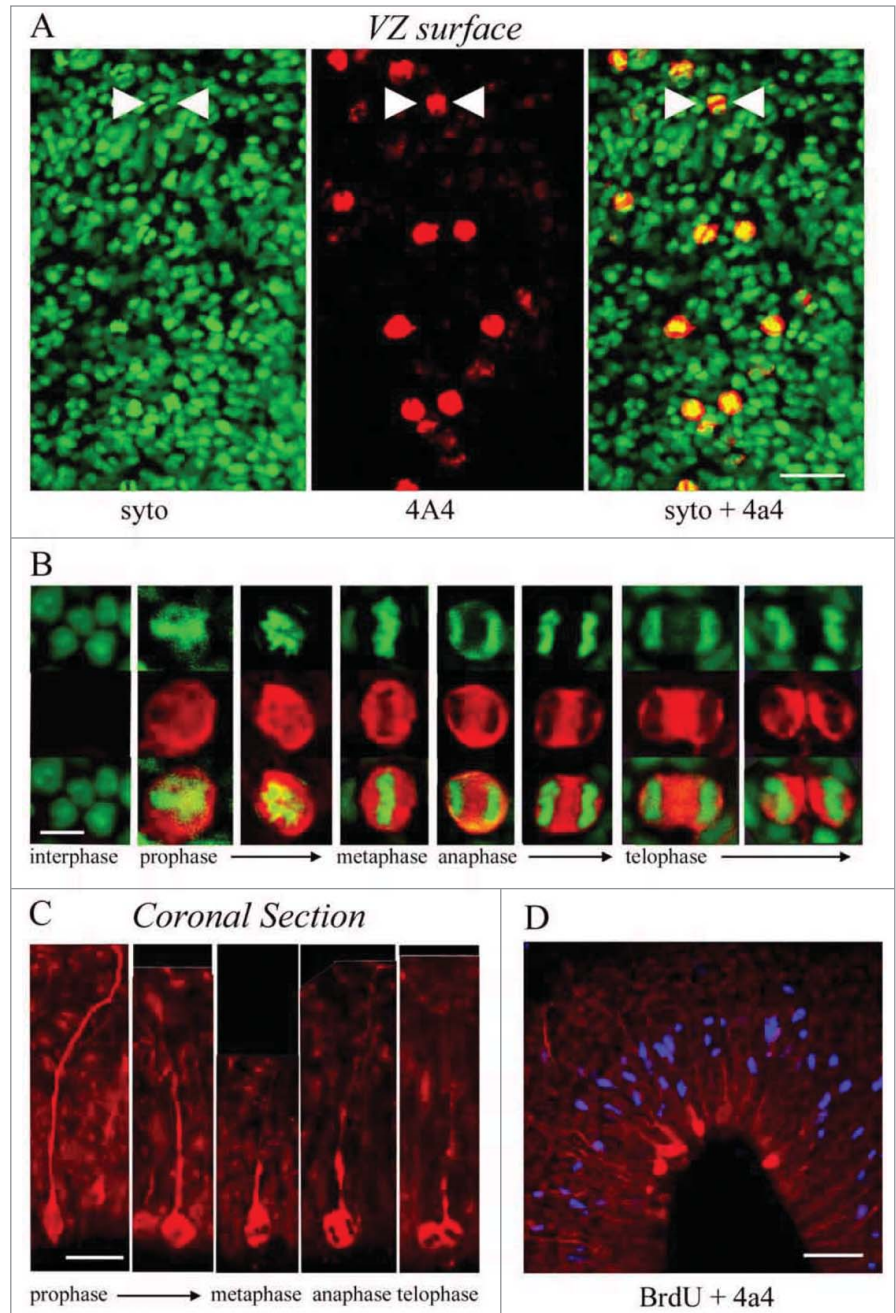 A
VZ surface
syto
4A4
syto + 4a4
B
interphase
prophase
metaphase
anaphase
telophase
C
Coronal Section
prophase
metaphase
anaphase
telophase
D
BrdU + 4a4